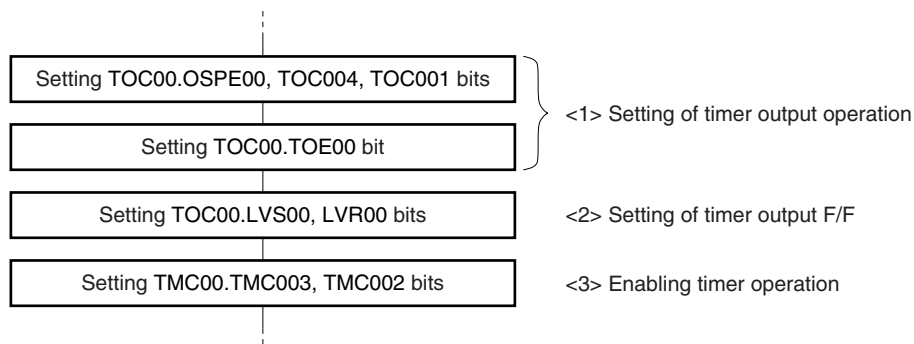 Setting TOC00.OSPE00, TOC004, TOC001 bits
<1> Setting of timer output operation
Setting TOC00.TOE00 bit
Setting TOC00.LVS00, LVR00 bits
<2> Setting of timer output F/F
Setting TMC00.TMC003, TMC002 bits
<3> Enabling timer operation